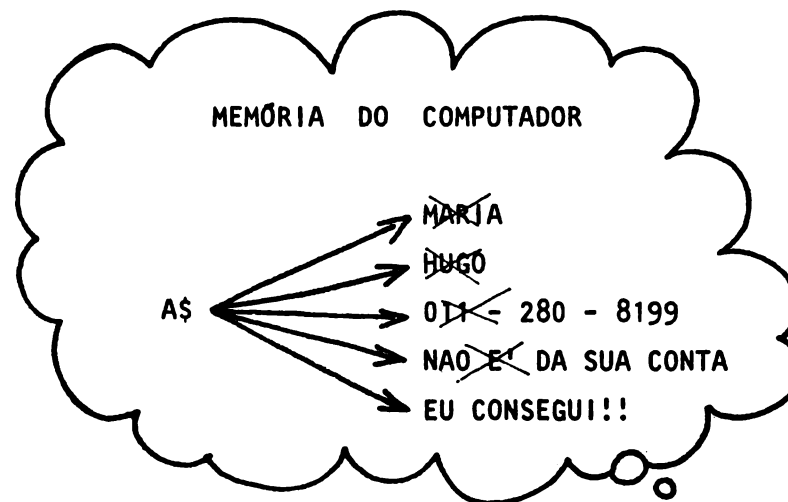 MEMÓRIA DO COMPUTADOR
MARIA
HUGO
A$ 011 - 280 - 8199
NAO E' DA SUA CONTA
EU CONSEGUI!!